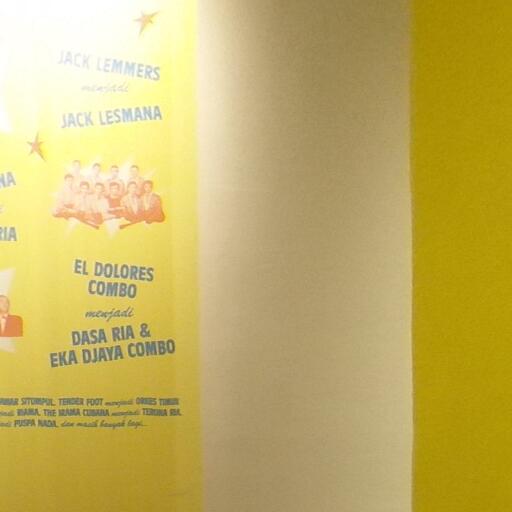 JACK LEMMERS
menjadi
JACK LESMANA
NA
RIA
EL DOLORES
COMBO
menjadi
DASA RIA &
EKA DJAYA COMBO
SITOMPUL, TENDER FOOT menjadi ORKES TIMUR
IRAMA, THE IRAMA CUBANA menjadi TERUNA RIA,
PUSPA NADA, dan masih banyak lagi...